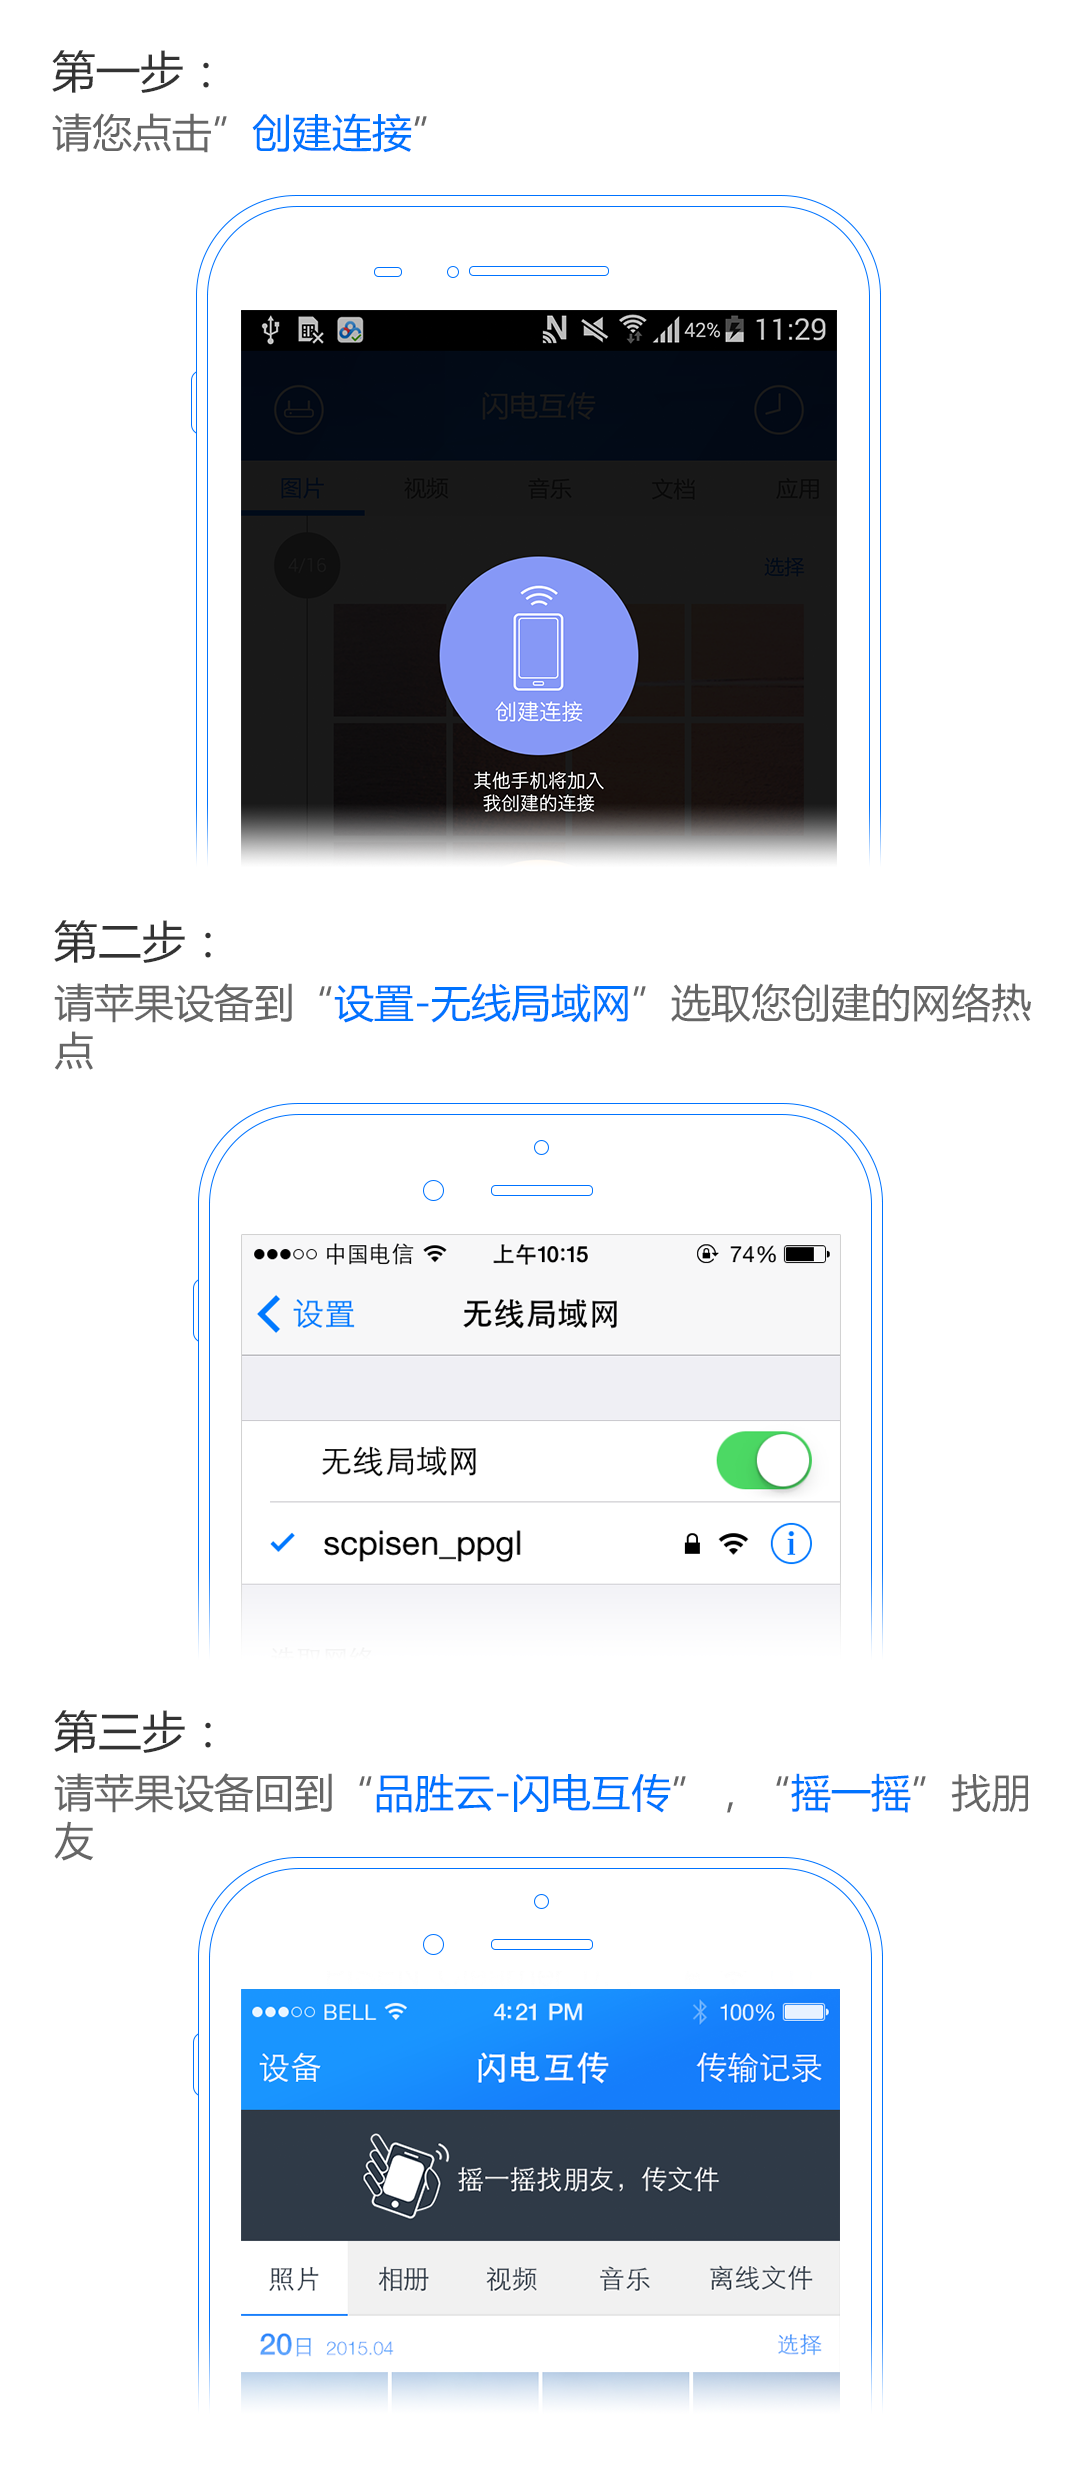 第一步：
请您点击”创建连接”
42% 11:29
闪电互传
图片 视频 音乐 文档 应用
4/16 选择
创建连接
其他手机将加入
我创建的连接
第二步：
请苹果设备到“设置-无线局域网”选取您创建的网络热
点
中国电信 上午10:15 74%
设置 无线局域网
无线局域网
scpisen_ppgl
选取网络
第三步：
请苹果设备回到“品胜云-闪电互传”，“摇一摇”找朋
友
BELL 4:21 PM 100%
设备 闪电互传 传输记录
摇一摇找朋友，传文件
照片 相册 视频 音乐 离线文件
20日 2015.04 选择